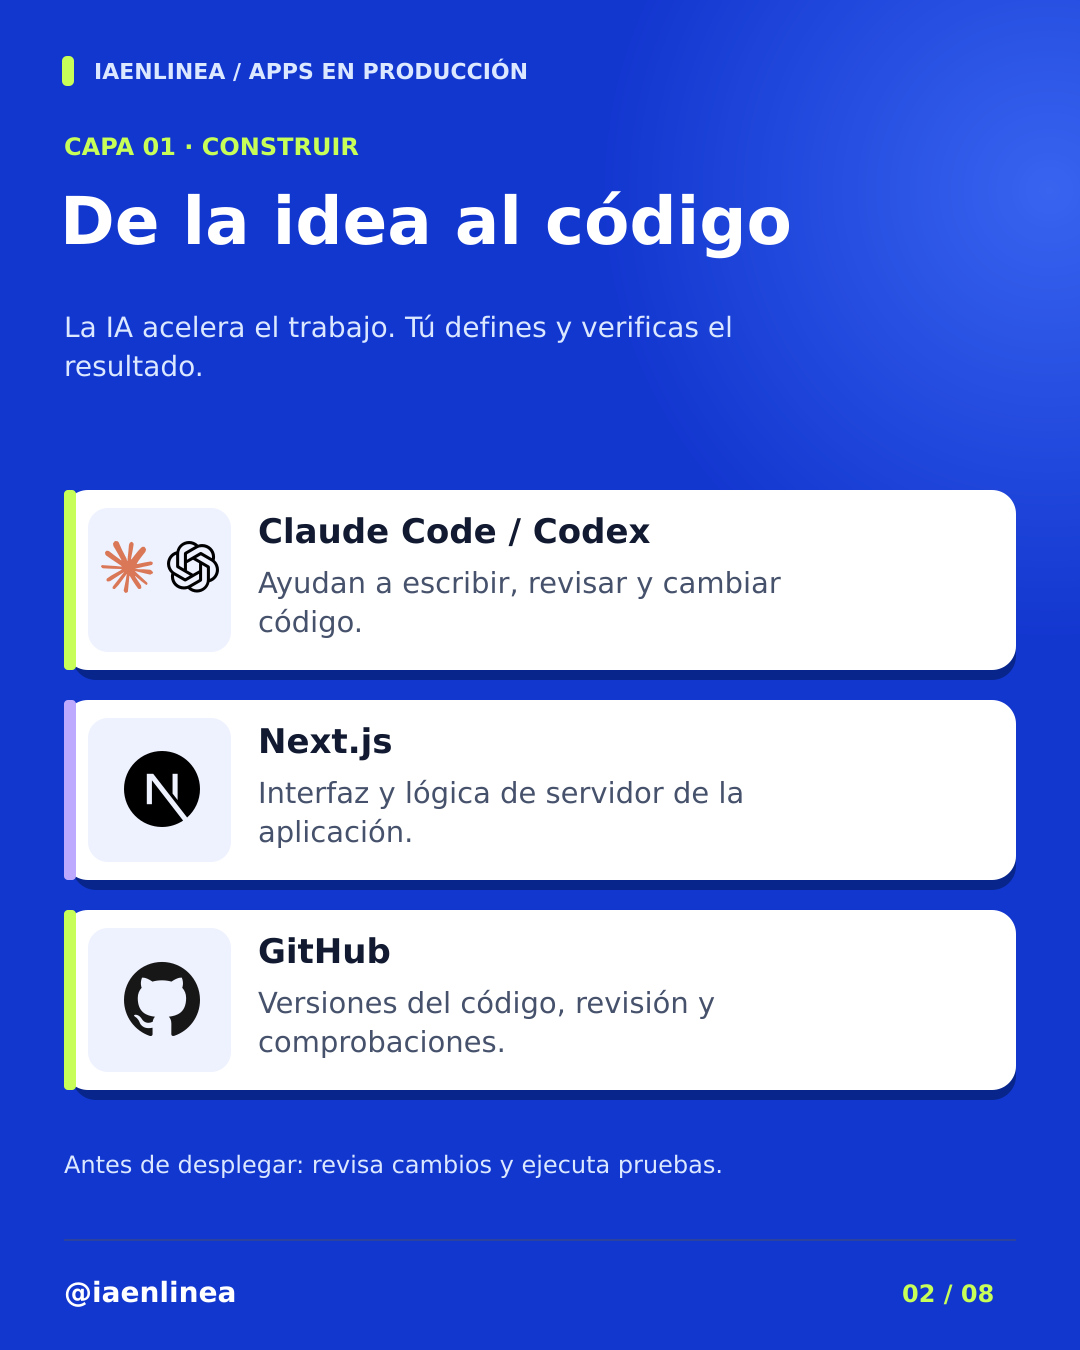 IAENLINEA / APPS EN PRODUCCIÓN
CAPA 01 · CONSTRUIR
De la idea al código
La IA acelera el trabajo. Tú defines y verificas el
resultado.
Claude Code / Codex
Ayudan a escribir, revisar y cambiar
código.
Next.js
Interfaz y lógica de servidor de la
aplicación.
GitHub
Versiones del código, revisión y
comprobaciones.
Antes de desplegar: revisa cambios y ejecuta pruebas.
@iaenlinea
02 / 08